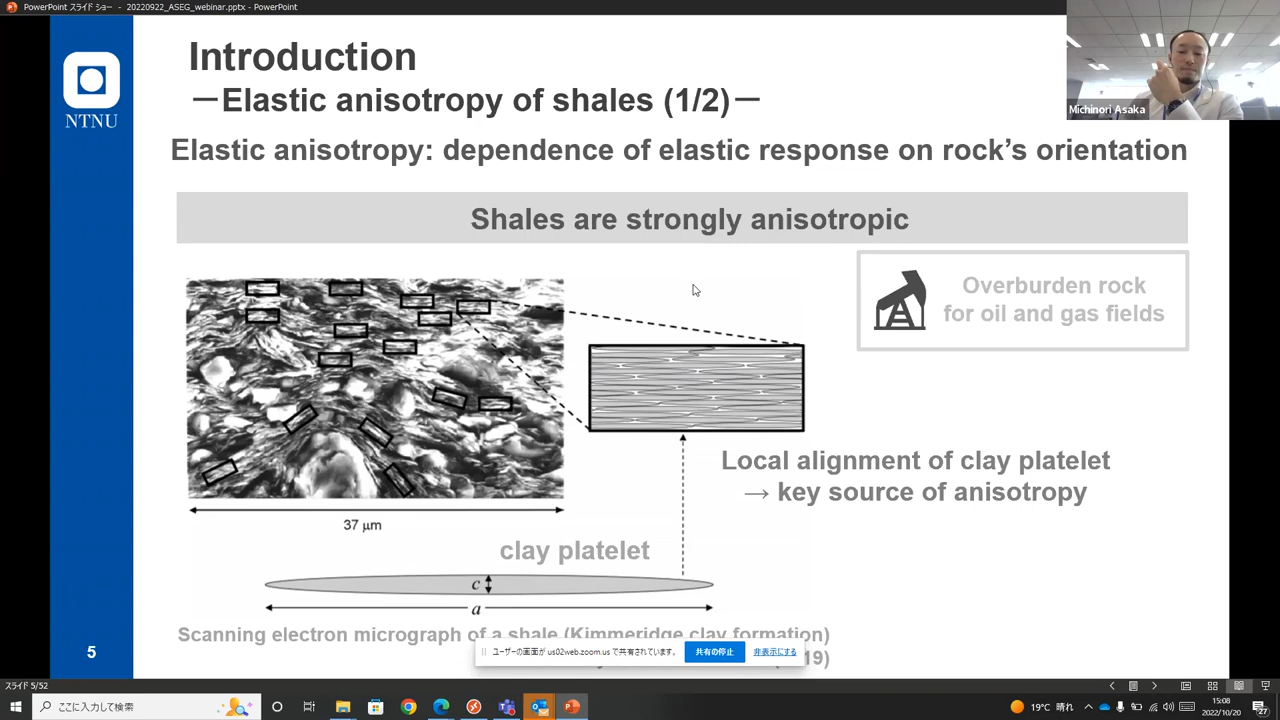 PowerPoint スライド ショー - 20220922_ASEG_webinar.pptx - PowerPoint
Michinori Asaka
NTNU
Introduction
－Elastic anisotropy of shales (1/2)－
Elastic anisotropy: dependence of elastic response on rock's orientation
Shales are strongly anisotropic
Overburden rock
for oil and gas fields
Local alignment of clay platelet
→ key source of anisotropy
37 μm
clay platelet
c
a
Scanning electron micrograph of a shale (Kimmeridge clay formation)
19)
ユーザーの画面が us02web.zoom.us で共有されています。
共有の停止
非表示にする
5
スライド 5/52
ここに入力して検索
19°C 晴れ
15:08
2022/10/20
27